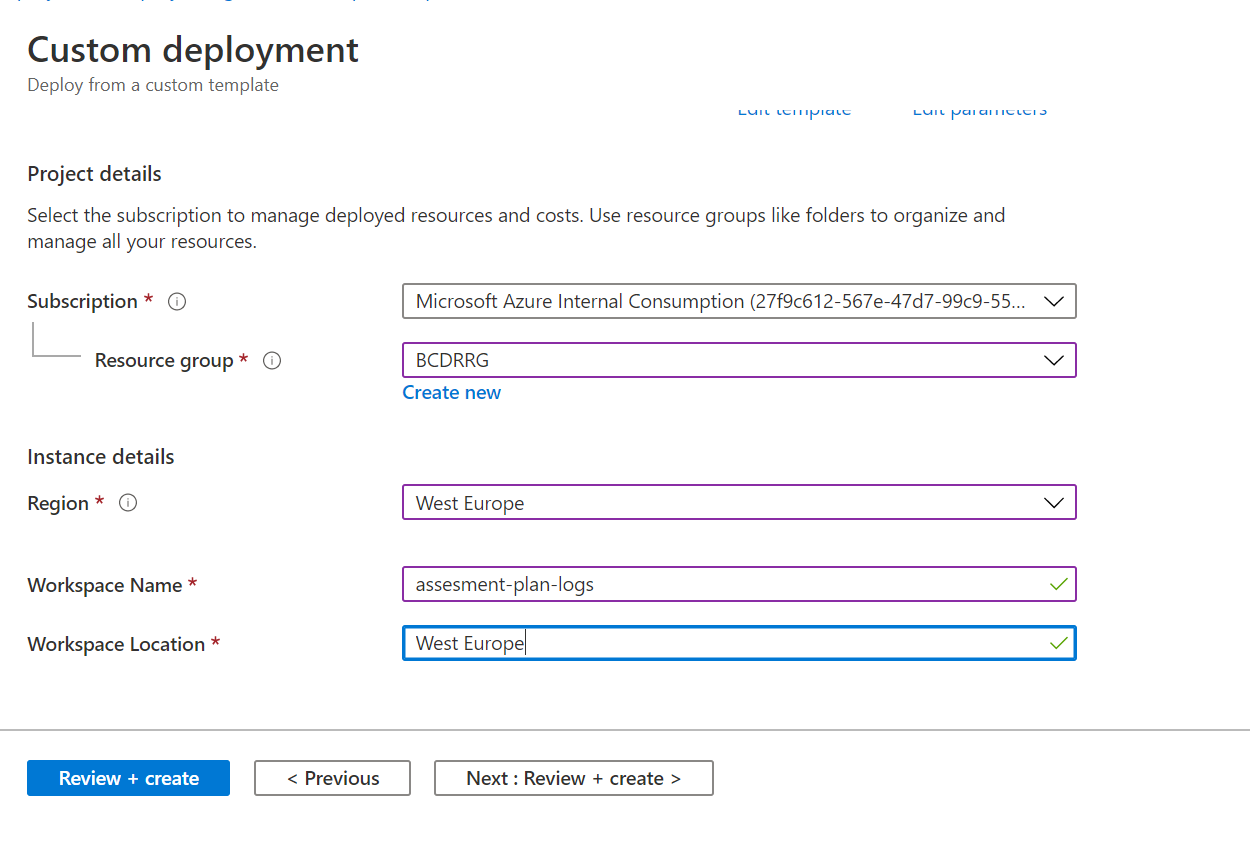 Custom deployment
Deploy from a custom template
Edit template Edit parameters
Project details
Select the subscription to manage deployed resources and costs. Use resource groups like folders to organize and
manage all your resources.
Subscription * Microsoft Azure Internal Consumption (27f9c612-567e-47d7-99c9-55...
Resource group * BCDRRG
Create new
Instance details
Region * West Europe
Workspace Name * assesment-plan-logs
Workspace Location * West Europe
Review + create < Previous Next : Review + create >